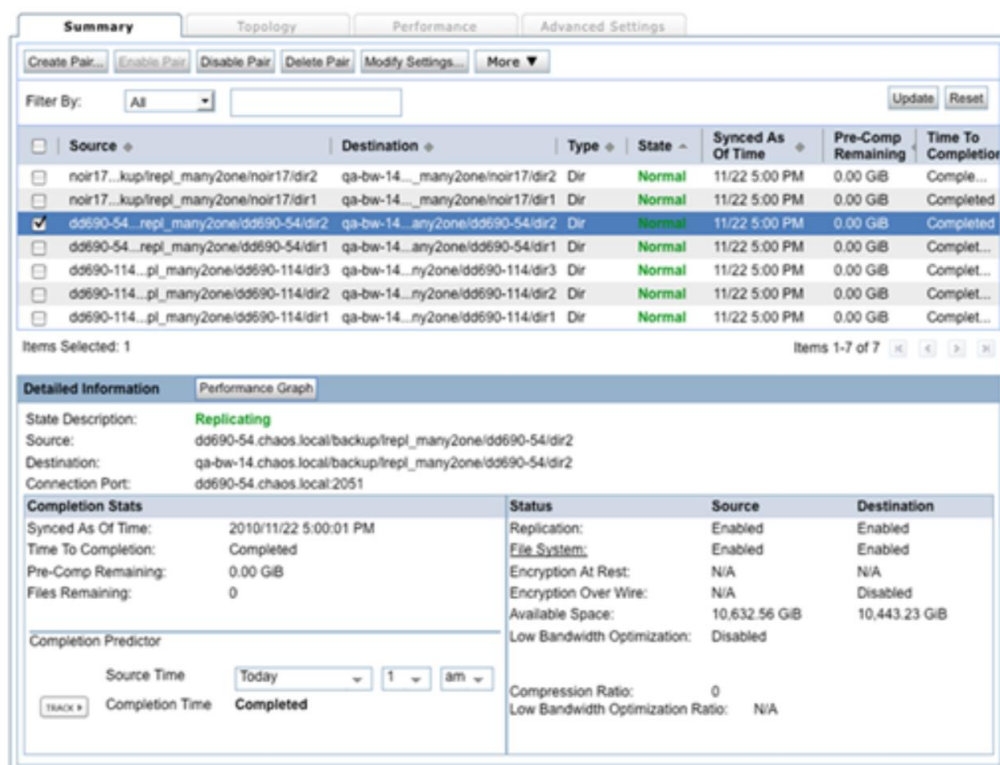 Summary Topology Performance Advanced Settings
Create Pair... Enable Pair Disable Pair Delete Pair Modify Settings... More ▼
Filter By: All Update Reset
Source Destination Type State Synced As Of Time Pre-Comp Remaining Time To Completion
noir17...kup/lrepl_many2one/noir17/dir2 qa-bw-14..._many2one/noir17/dir2 Dir Normal 11/22 5:00 PM 0.00 GiB Comple...
noir17...kup/lrepl_many2one/noir17/dir1 qa-bw-14..._many2one/noir17/dir1 Dir Normal 11/22 5:00 PM 0.00 GiB Completed
dd690-54...repl_many2one/dd690-54/dir2 qa-bw-14...any2one/dd690-54/dir2 Dir Normal 11/22 5:00 PM 0.00 GiB Completed
dd690-54...repl_many2one/dd690-54/dir1 qa-bw-14...any2one/dd690-54/dir1 Dir Normal 11/22 5:00 PM 0.00 GiB Complet...
dd690-114...pl_many2one/dd690-114/dir3 qa-bw-14...ny2one/dd690-114/dir3 Dir Normal 11/22 5:00 PM 0.00 GiB Complet...
dd690-114...pl_many2one/dd690-114/dir2 qa-bw-14...ny2one/dd690-114/dir2 Dir Normal 11/22 5:00 PM 0.00 GiB Complet...
dd690-114...pl_many2one/dd690-114/dir1 qa-bw-14...ny2one/dd690-114/dir1 Dir Normal 11/22 5:00 PM 0.00 GiB Complet...
Items Selected: 1 Items 1-7 of 7
Detailed Information Performance Graph
State Description: Replicating
Source: dd690-54.chaos.local/backup/lrepl_many2one/dd690-54/dir2
Destination: qa-bw-14.chaos.local/backup/lrepl_many2one/dd690-54/dir2
Connection Port: dd690-54.chaos.local:2051
Completion Stats
Synced As Of Time: 2010/11/22 5:00:01 PM
Time To Completion: Completed
Pre-Comp Remaining: 0.00 GiB
Files Remaining: 0
Completion Predictor
Source Time Today 1 am
TRACK Completion Time Completed
Status Source Destination
Replication: Enabled Enabled
File System: Enabled Enabled
Encryption At Rest: N/A N/A
Encryption Over Wire: N/A Disabled
Available Space: 10,632.56 GiB 10,443.23 GiB
Low Bandwidth Optimization: Disabled
Compression Ratio: 0
Low Bandwidth Optimization Ratio: N/A